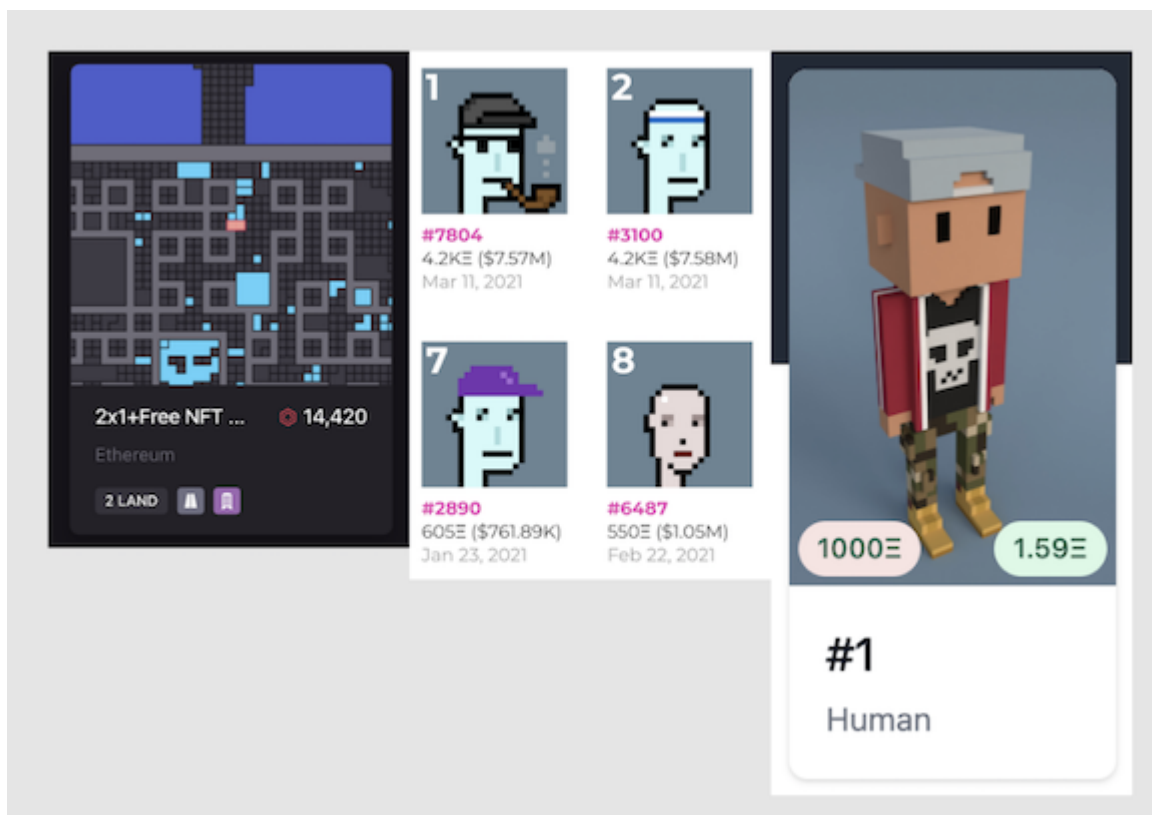 2x1+Free NFT ... 14,420
Ethereum
2 LAND
1
#7804
4.2KΞ ($7.57M)
Mar 11, 2021
2
#3100
4.2KΞ ($7.58M)
Mar 11, 2021
7
#2890
605Ξ ($761.89K)
Jan 23, 2021
8
#6487
550Ξ ($1.05M)
Feb 22, 2021
1000Ξ 1.59Ξ
#1
Human